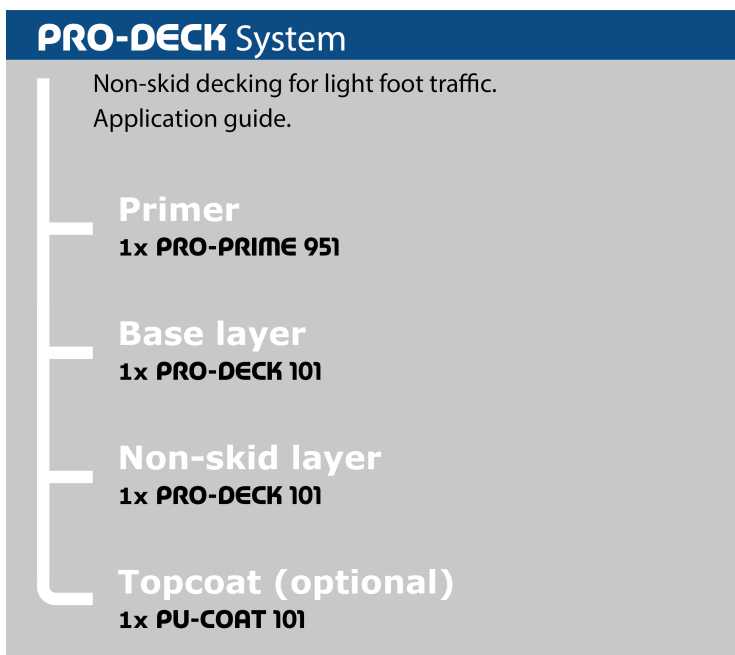 PRO-DECK System
Non-skid decking for light foot traffic.
Application guide.
Primer
1x PRO-PRIME 951
Base layer
1x PRO-DECK 101
Non-skid layer
1x PRO-DECK 101
Topcoat (optional)
1x PU-COAT 101